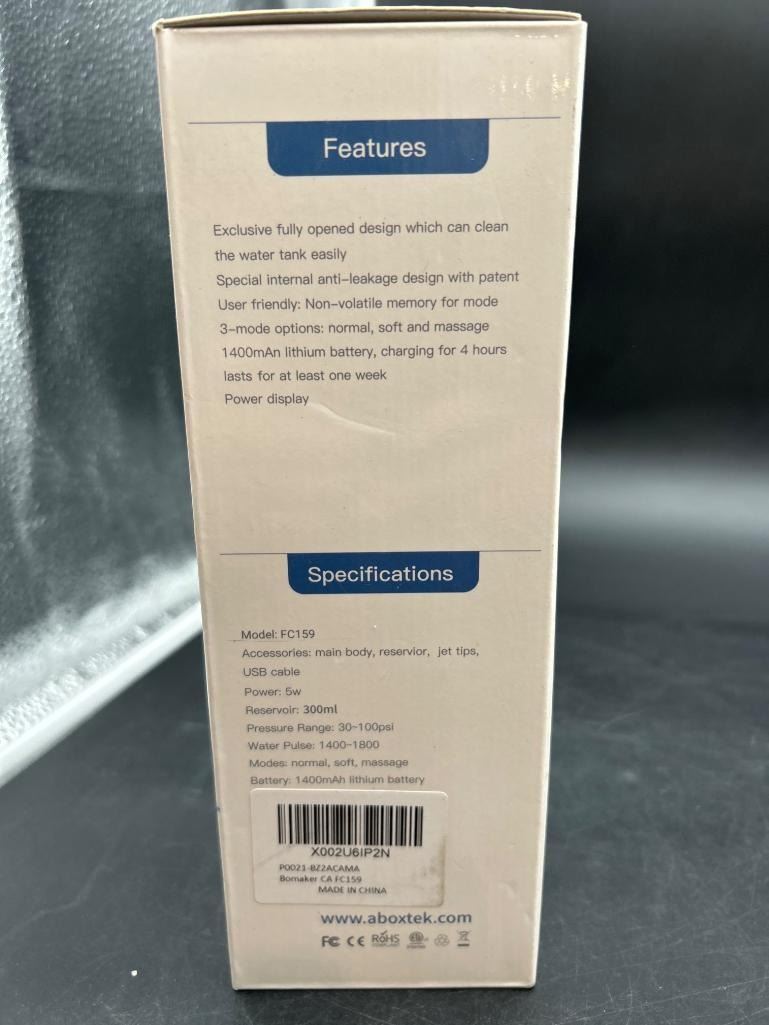 Features
Exclusive fully opened design which can clean
the water tank easily
Special internal anti-leakage design with patent
User friendly: Non-volatile memory for mode
3-mode options: normal, soft and massage
1400mAn lithium battery, charging for 4 hours
lasts for at least one week
Power display
Specifications
Model: FC159
Accessories: main body, reservior, jet tips,
USB cable
Power: 5w
Reservoir: 300ml
Pressure Range: 30-100psi
Water Pulse: 1400-1800
Modes: normal, soft, massage
Battery: 1400mAh lithium battery
X002U6IP2N
P0021-BZ2ACAMA
Bomaker CA FC159
MADE IN CHINA
www.aboxtek.com
FC CE RoHS